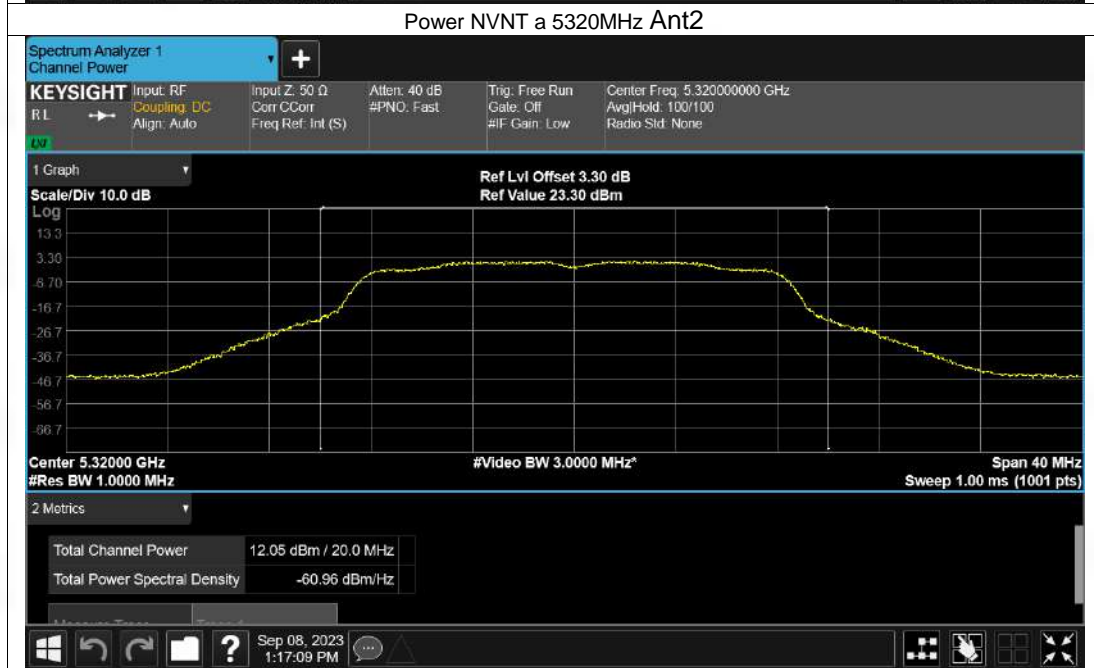 Power NVNT a 5320MHz Ant2
Spectrum Analyzer 1
Channel Power
+
KEYSIGHT
RL
LXI
Input: RF
Coupling: DC
Align: Auto
Input Z: 50 Ω
Corr CCorr
Freq Ref: Int (S)
Atten: 40 dB
#PNO: Fast
Trig: Free Run
Gate: Off
#IF Gain: Low
Center Freq: 5.320000000 GHz
Avg|Hold: 100/100
Radio Std: None
1 Graph
Scale/Div 10.0 dB
Ref Lvl Offset 3.30 dB
Ref Value 23.30 dBm
Log
13.3
3.30
-6.70
-16.7
-26.7
-36.7
-46.7
-56.7
-66.7
Center 5.32000 GHz
#Res BW 1.0000 MHz
#Video BW 3.0000 MHz*
Span 40 MHz
Sweep 1.00 ms (1001 pts)
2 Metrics
Total Channel Power 12.05 dBm / 20.0 MHz
Total Power Spectral Density -60.96 dBm/Hz
?
Sep 08, 2023
1:17:09 PM